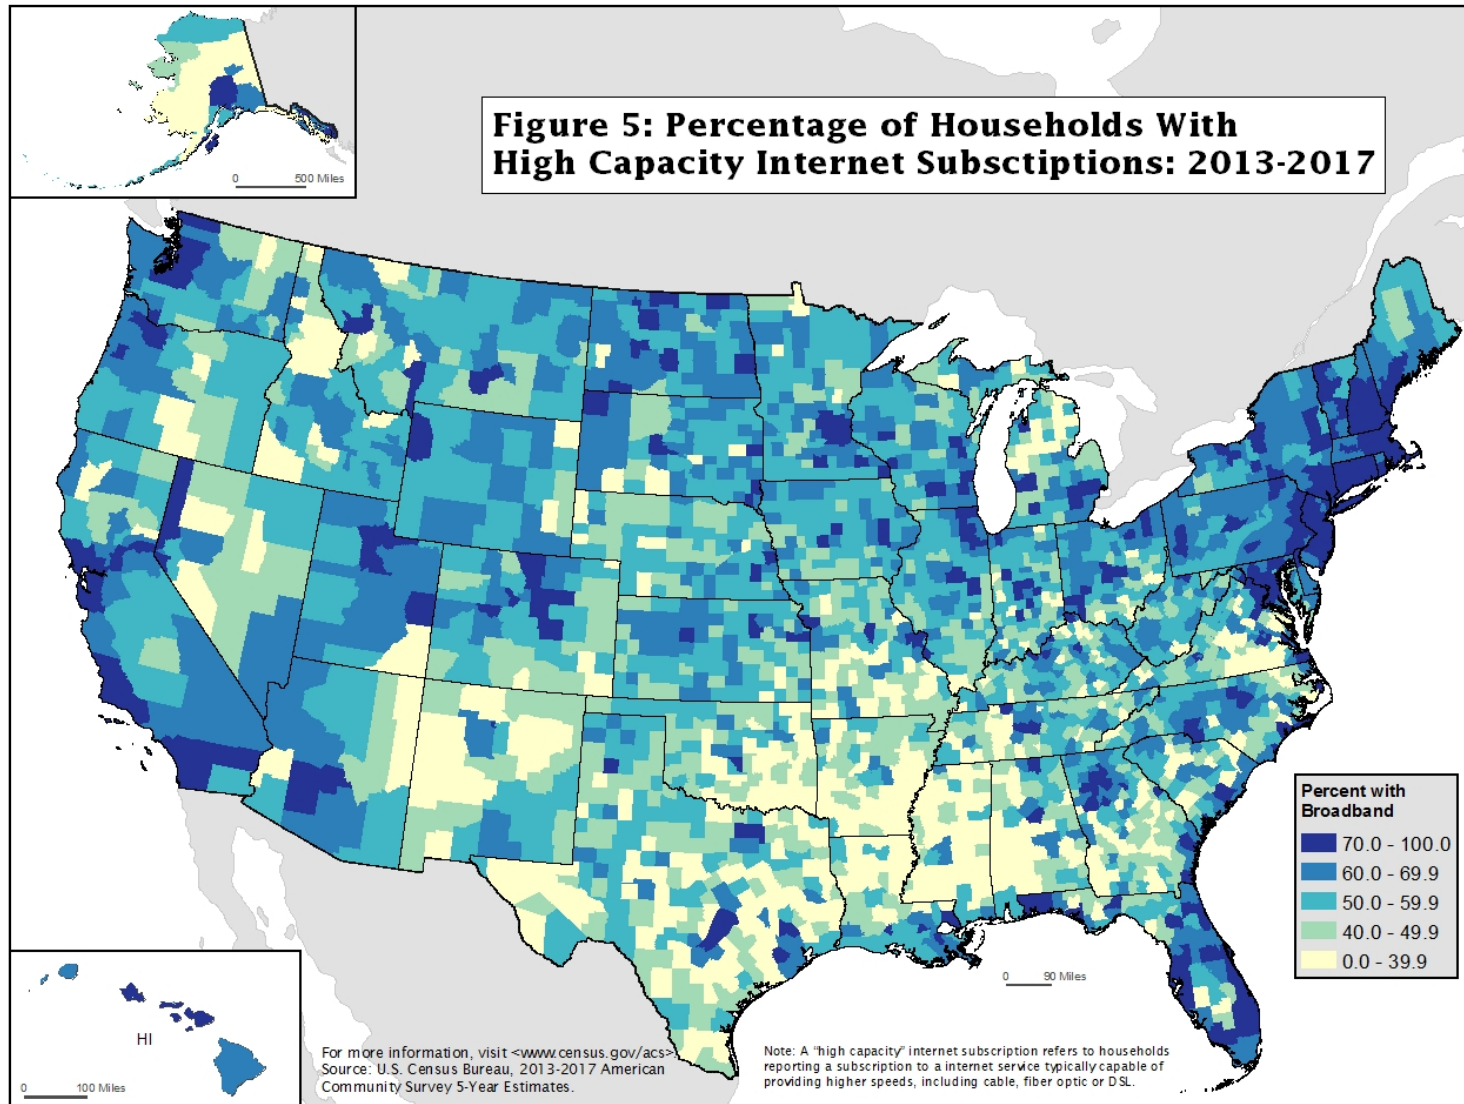 0 500 Miles
Figure 5: Percentage of Households With
High Capacity Internet Subsctiptions: 2013-2017
Percent with
Broadband
70.0 - 100.0
60.0 - 69.9
50.0 - 59.9
40.0 - 49.9
0.0 - 39.9
0 90 Miles
HI
0 100 Miles
For more information, visit <www.census.gov/acs>
Source: U.S. Census Bureau, 2013-2017 American
Community Survey 5-Year Estimates.
Note: A "high capacity" internet subscription refers to households
reporting a subscription to a internet service typically capable of
providing higher speeds, including cable, fiber optic or DSL.